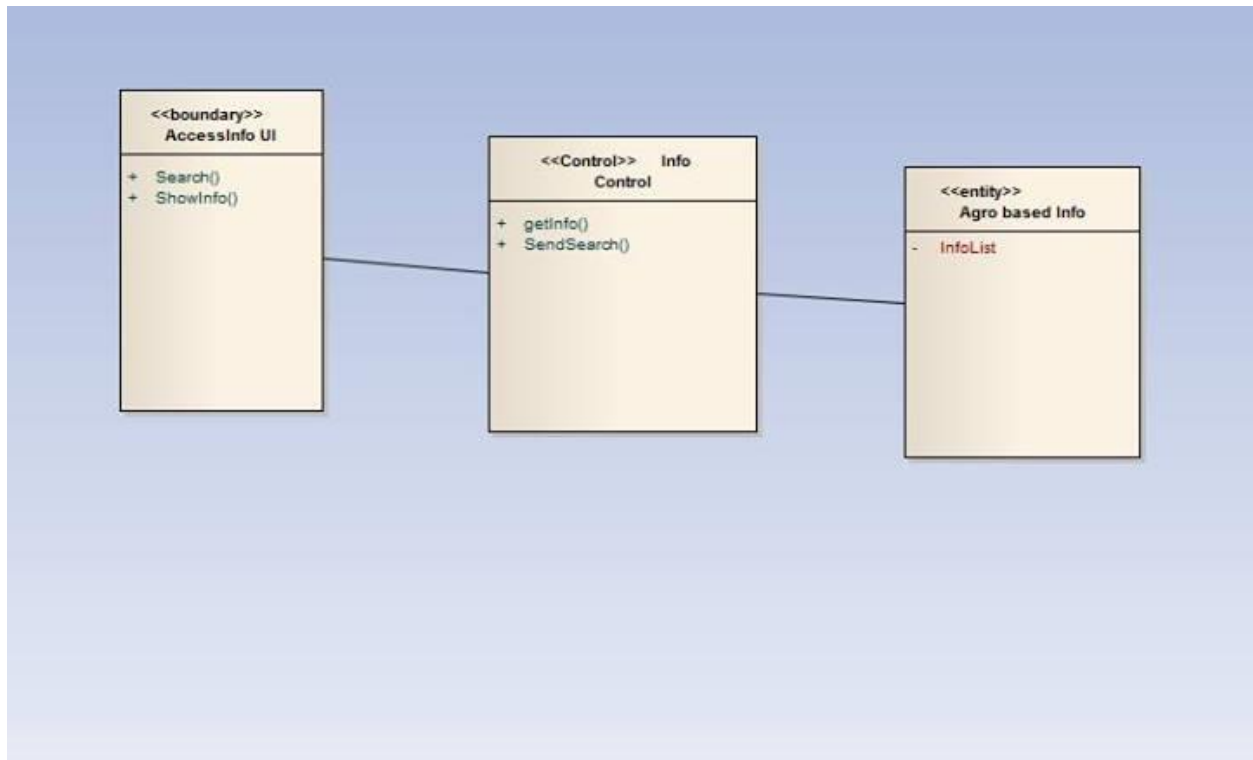 <<boundary>>
AccessInfo UI
+ Search()
+ ShowInfo()
<<Control>> Info
Control
+ getInfo()
+ SendSearch()
<<entity>>
Agro based Info
- InfoList